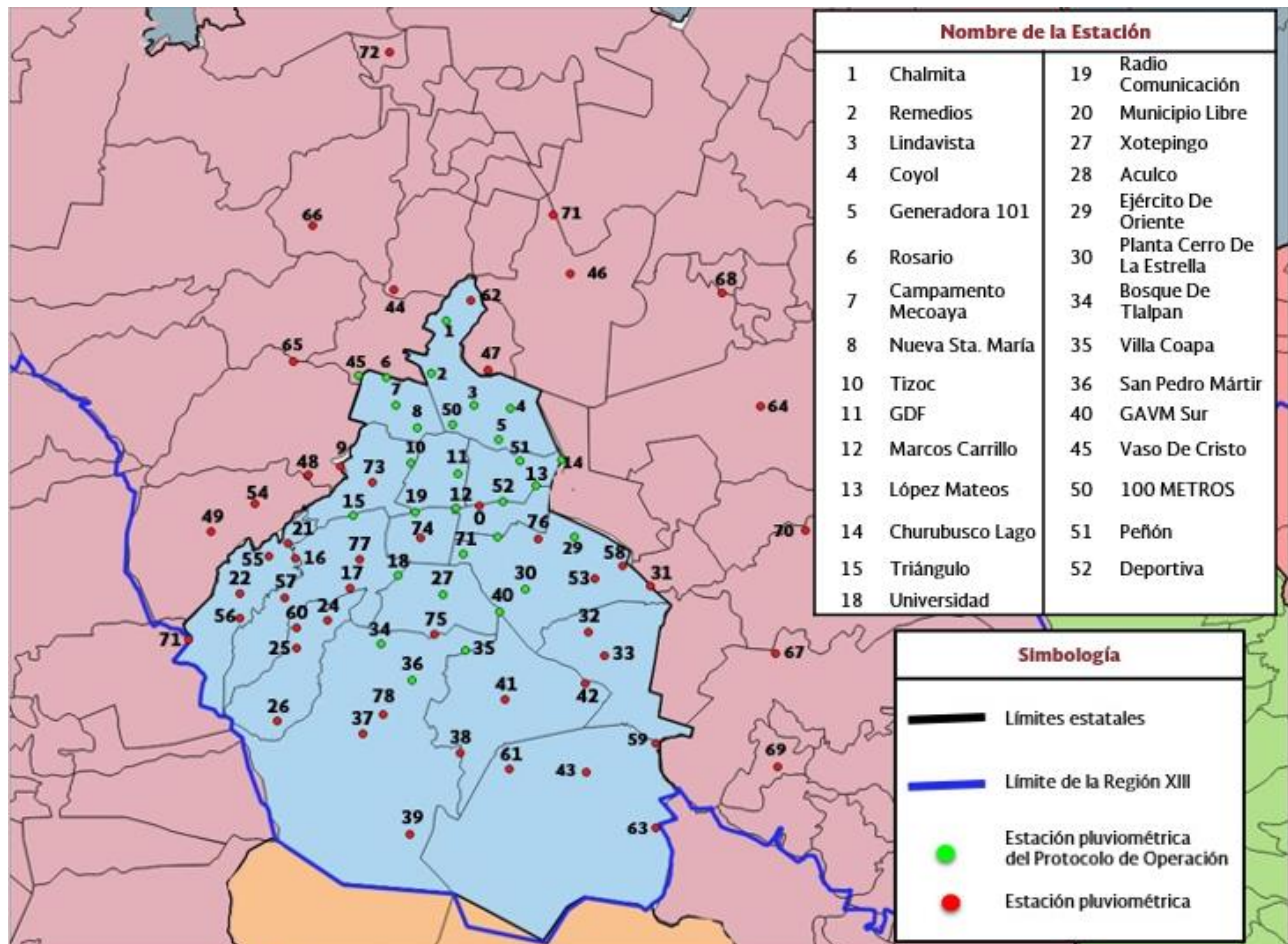 Nombre de la Estación
1 Chalmita
2 Remedios
3 Lindavista
4 Coyol
5 Generadora 101
6 Rosario
7 Campamento
Mecoaya
8 Nueva Sta. María
10 Tizoc
11 GDF
12 Marcos Carrillo
13 López Mateos
14 Churubusco Lago
15 Triángulo
18 Universidad
19 Radio
Comunicación
20 Municipio Libre
27 Xotepingo
28 Aculco
29 Ejército De
Oriente
30 Planta Cerro De
La Estrella
34 Bosque De
Tlalpan
35 Villa Coapa
36 San Pedro Mártir
40 GAVM Sur
45 Vaso De Cristo
50 100 METROS
51 Peñón
52 Deportiva
Simbología
Límites estatales
Límite de la Región XIII
Estación pluviométrica
del Protocolo de Operación
Estación pluviométrica
72
66
71
46
68
44
62
1
65
47
45 6
2
7
3
4
64
8
50
5
10
51
9
11
14
48
73
13
54
52
15
19
12
0
49
21
74
76
70
71
29
55
16
77
58
18
53
31
22
57
17
27
30
56
60
24
40
32
71
34
75
25
35
33
67
36
41
42
26
78
37
38
59
61
43
69
39
63